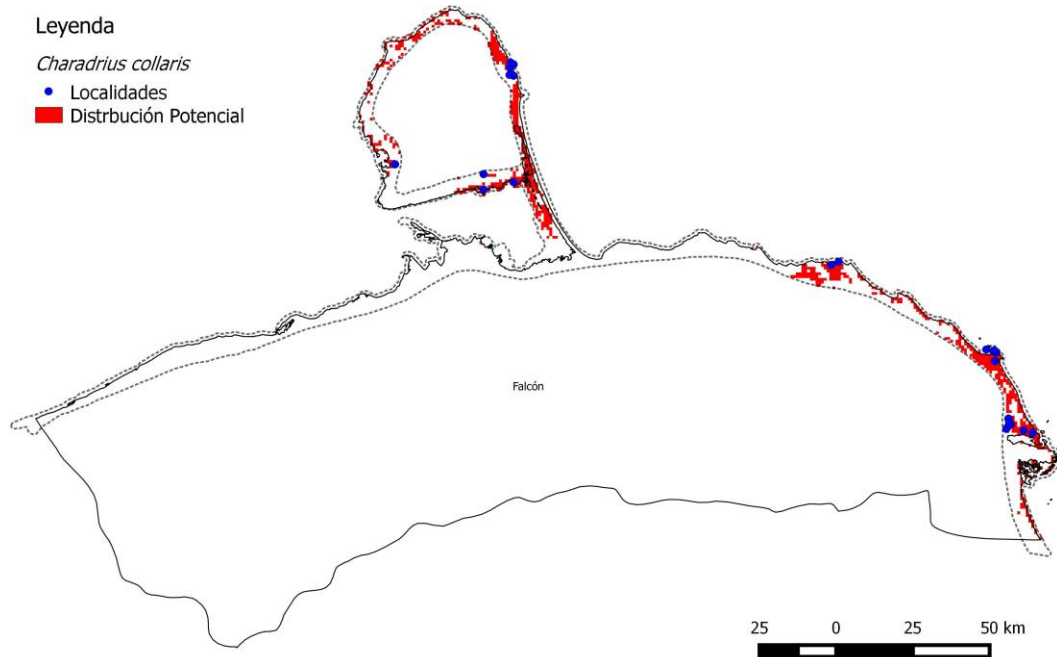 Leyenda
Charadrius collaris
Localidades
Distrbución Potencial
Falcón
25 0 25 50 km